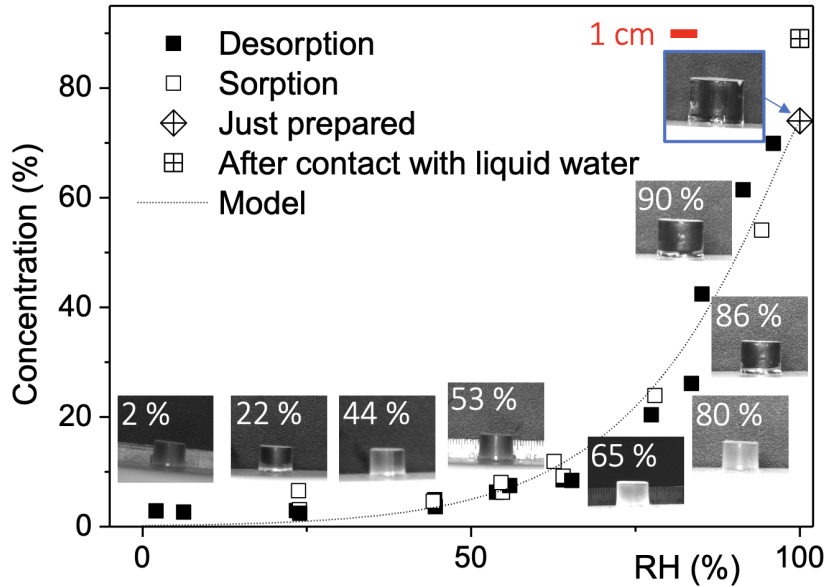 Desorption
Sorption
Just prepared
After contact with liquid water
Model
1 cm
90 %
86 %
2 %
22 %
44 %
53 %
65 %
80 %
Concentration (%)
80
60
40
20
0
0
50
100
RH (%)